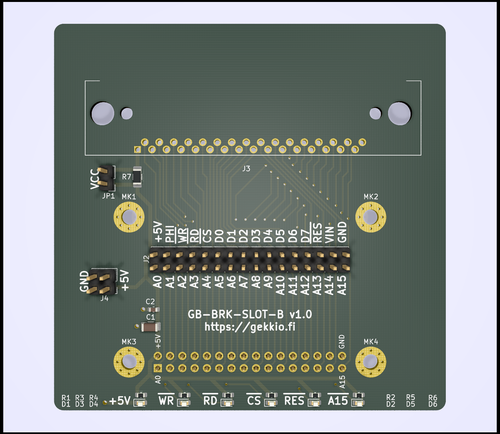 J3
VCC
R7
JP1
MK1
MK2
+5V PHI WR RD CS D0 D1 D2 D3 D4 D5 D6 D7 RES VIN GND
J2
A0 A1 A2 A3 A4 A5 A6 A7 A8 A9 A10 A11 A12 A13 A14 A15
GND
+5V
J4
C2
C1
GB-BRK-SLOT-B v1.0
https://gekkio.fi
+5V
GND
MK3
MK4
A0
A15
R1 R3 R4
D1 D3 D4
+5V WR RD CS RES A15
R2 R5 R6
D2 D5 D6